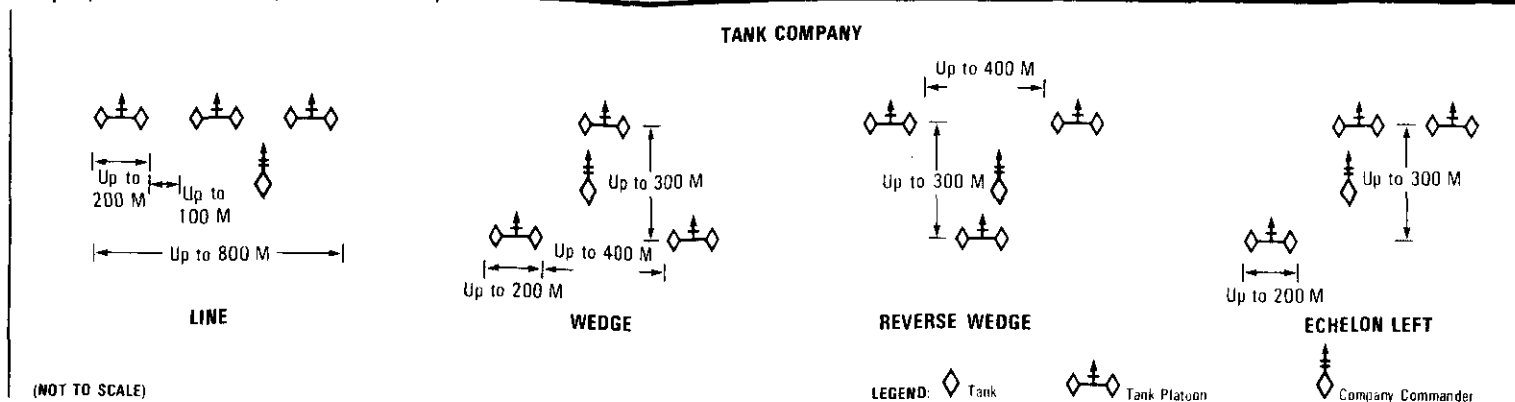 TANK COMPANY
Up to 200 M
Up to 100 M
Up to 800 M
LINE
Up to 300 M
Up to 400 M
Up to 200 M
WEDGE
Up to 400 M
Up to 300 M
REVERSE WEDGE
Up to 300 M
Up to 200 M
ECHELON LEFT
(NOT TO SCALE)
LEGEND: Tank Tank Platoon Company Commander